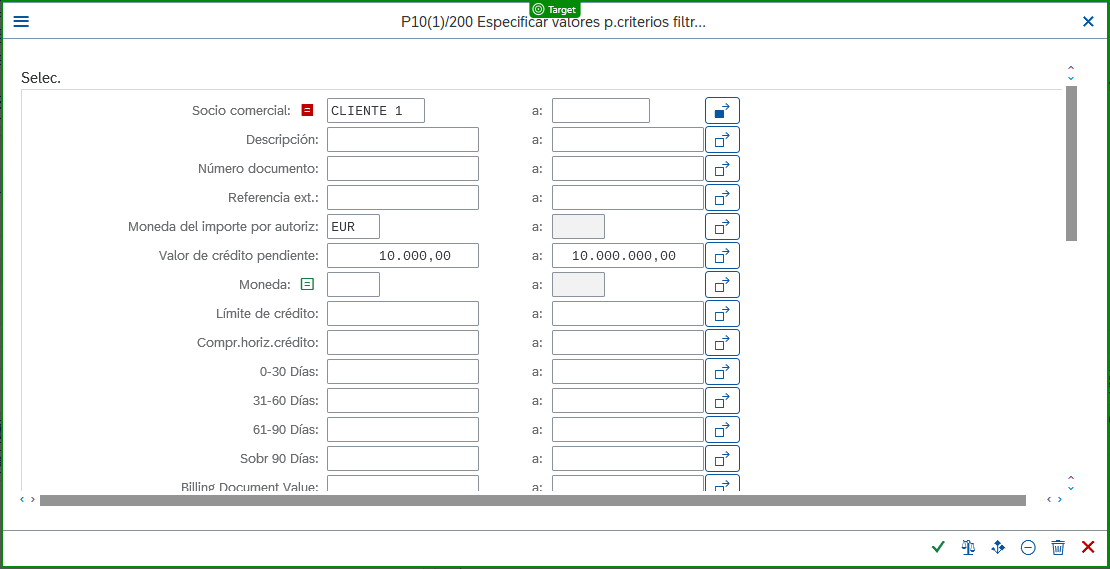 Target
P10(1)/200 Especificar valores p.criterios filtr...
Selec.
Socio comercial: CLIENTE 1 a:
Descripción: a:
Número documento: a:
Referencia ext.: a:
Moneda del importe por autoriz: EUR a:
Valor de crédito pendiente: 10.000,00 a: 10.000.000,00
Moneda: a:
Límite de crédito: a:
Compr.horiz.crédito: a:
0-30 Días: a:
31-60 Días: a:
61-90 Días: a:
Sobr 90 Días: a:
Billing Document Value: a: